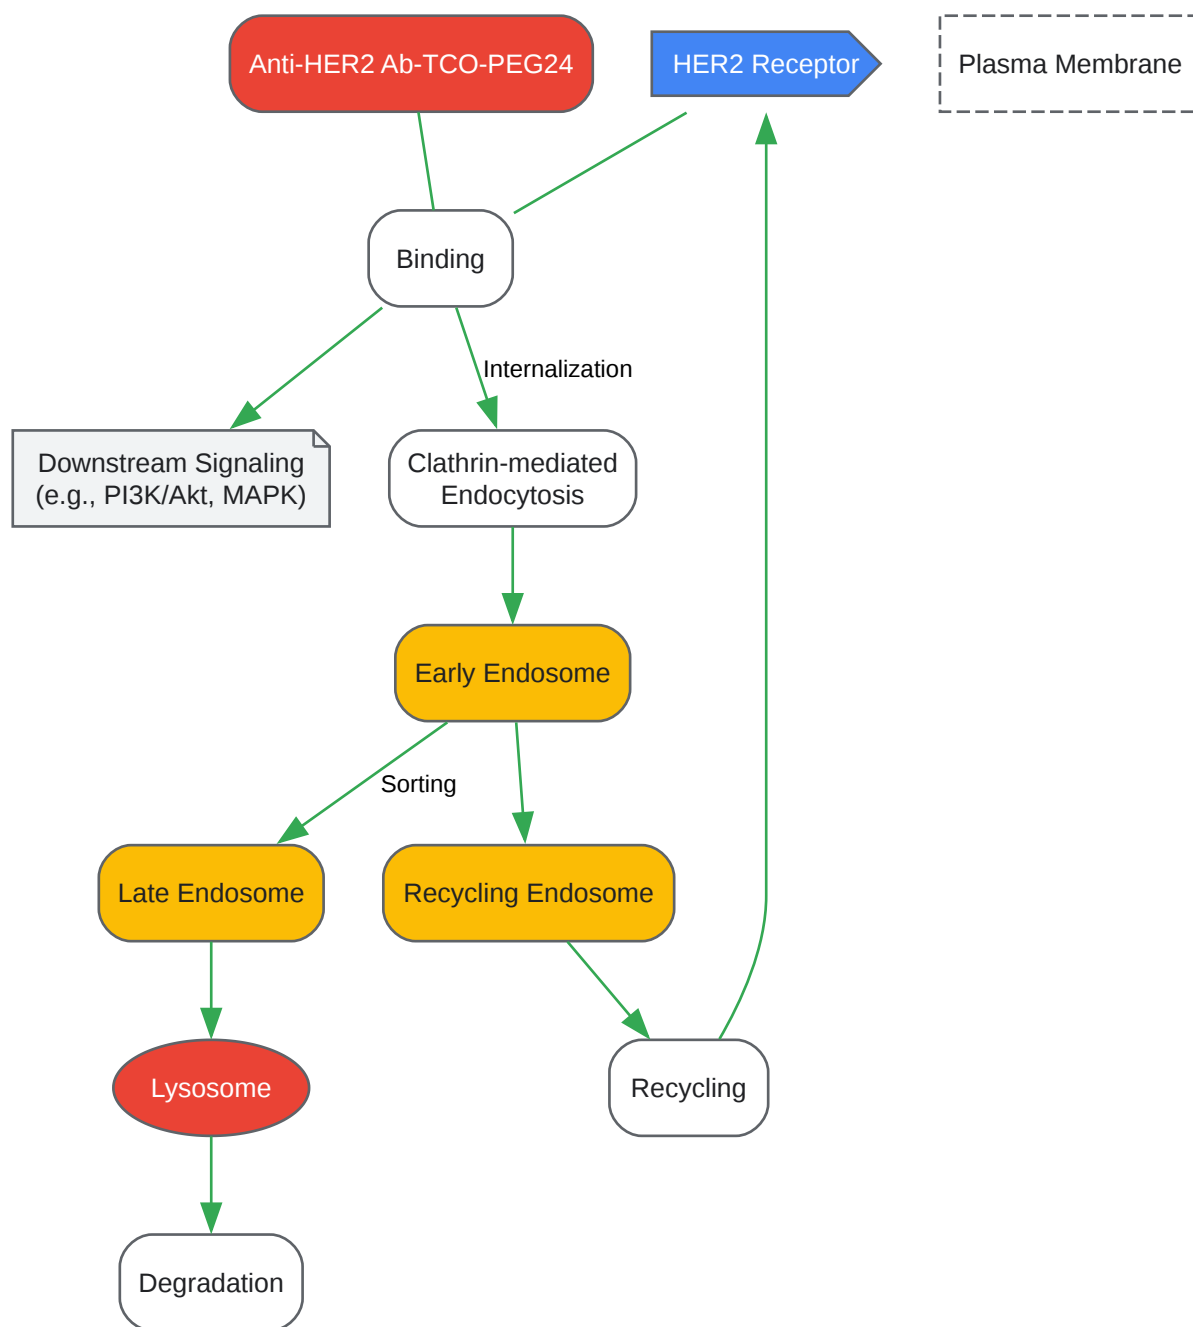 Anti-HER2 Ab-TCO-PEG24
HER2 Receptor
Plasma Membrane
Binding
Internalization
Downstream Signaling
(e.g., PI3K/Akt, MAPK)
Clathrin-mediated
Endocytosis
Early Endosome
Sorting
Late Endosome
Recycling Endosome
Lysosome
Recycling
Degradation